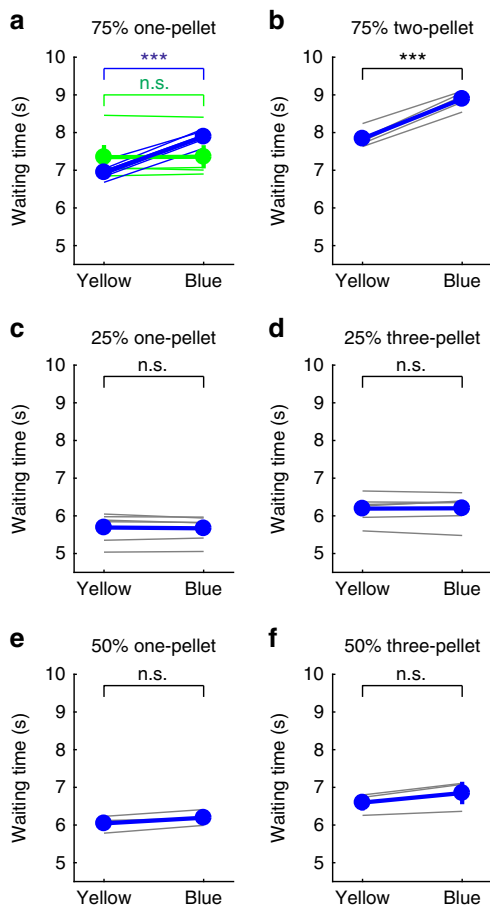 a 75% one-pellet
10
9
8
7
6
5
Waiting time (s)
***
n.s.
Yellow Blue
b 75% two-pellet
10
9
8
7
6
5
Waiting time (s)
***
Yellow Blue
c 25% one-pellet
10
9
8
7
6
5
Waiting time (s)
n.s.
Yellow Blue
d 25% three-pellet
10
9
8
7
6
5
Waiting time (s)
n.s.
Yellow Blue
e 50% one-pellet
10
9
8
7
6
5
Waiting time (s)
n.s.
Yellow Blue
f 50% three-pellet
10
9
8
7
6
5
Waiting time (s)
n.s.
Yellow Blue